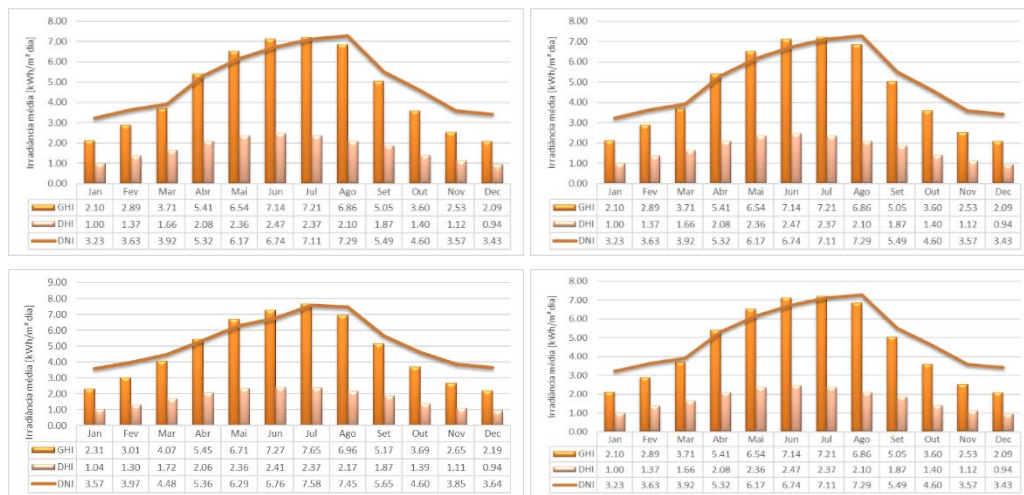 8.00
7.00
6.00
5.00
4.00
3.00
2.00
1.00
0.00
Irradiância média [kWh/m² dia]
Jan Fev Mar Abr Mai Jun Jul Ago Set Out Nov Dec
GHI 2.10 2.89 3.71 5.41 6.54 7.14 7.21 6.86 5.05 3.60 2.53 2.09
DHI 1.00 1.37 1.66 2.08 2.36 2.47 2.37 2.10 1.87 1.40 1.12 0.94
DNI 3.23 3.63 3.92 5.32 6.17 6.74 7.11 7.29 5.49 4.60 3.57 3.43
8.00
7.00
6.00
5.00
4.00
3.00
2.00
1.00
0.00
Irradiância média [kWh/m² dia]
Jan Fev Mar Abr Mai Jun Jul Ago Set Out Nov Dec
GHI 2.10 2.89 3.71 5.41 6.54 7.14 7.21 6.86 5.05 3.60 2.53 2.09
DHI 1.00 1.37 1.66 2.08 2.36 2.47 2.37 2.10 1.87 1.40 1.12 0.94
DNI 3.23 3.63 3.92 5.32 6.17 6.74 7.11 7.29 5.49 4.60 3.57 3.43
9.00
8.00
7.00
6.00
5.00
4.00
3.00
2.00
1.00
0.00
Irradiância média [kWh/m² dia]
Jan Fev Mar Abr Mai Jun Jul Ago Set Out Nov Dec
GHI 2.31 3.01 4.07 5.45 6.71 7.27 7.65 6.96 5.17 3.69 2.65 2.19
DHI 1.04 1.30 1.72 2.06 2.36 2.41 2.37 2.17 1.87 1.39 1.11 0.94
DNI 3.57 3.97 4.48 5.36 6.29 6.76 7.58 7.45 5.65 4.60 3.85 3.64
8.00
7.00
6.00
5.00
4.00
3.00
2.00
1.00
0.00
Irradiância média [kWh/m² dia]
Jan Fev Mar Abr Mai Jun Jul Ago Set Out Nov Dec
GHI 2.10 2.89 3.71 5.41 6.54 7.14 7.21 6.86 5.05 3.60 2.53 2.09
DHI 1.00 1.37 1.66 2.08 2.36 2.47 2.37 2.10 1.87 1.40 1.12 0.94
DNI 3.23 3.63 3.92 5.32 6.17 6.74 7.11 7.29 5.49 4.60 3.57 3.43